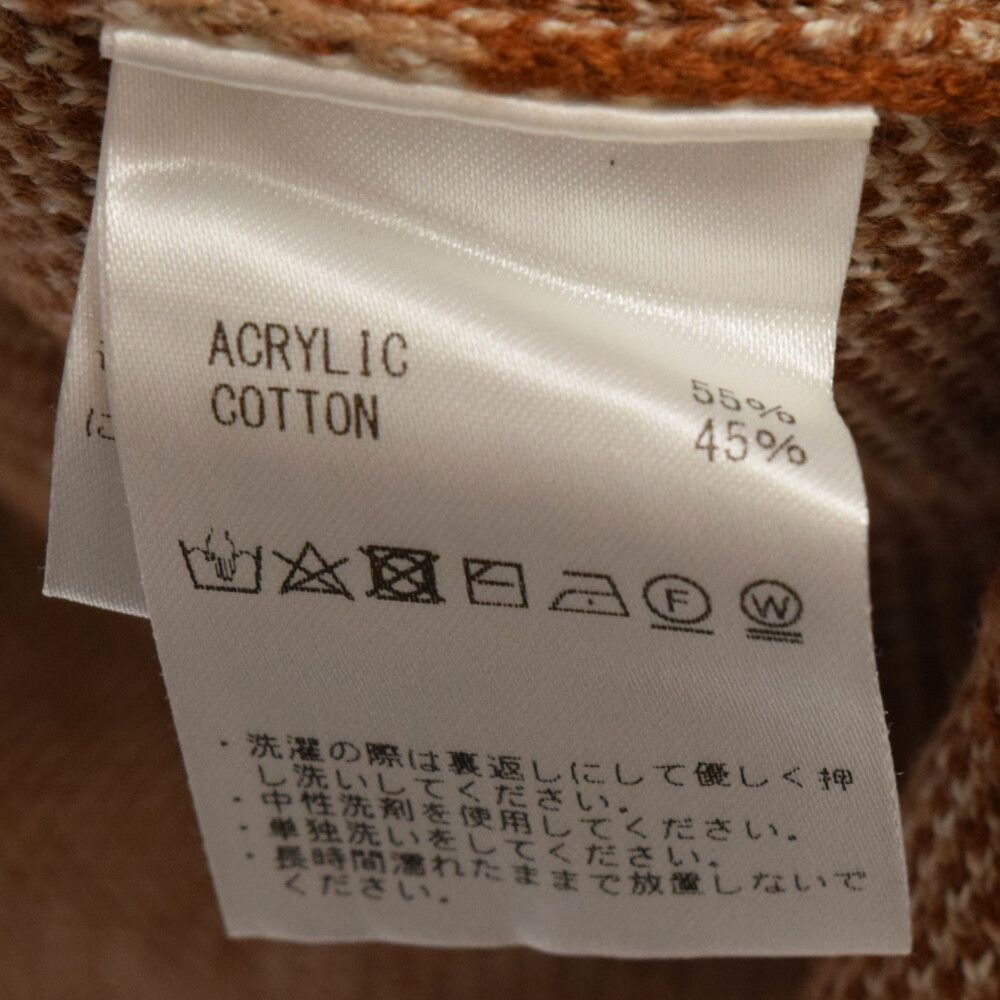 ACRYLIC 55%
COTTON 45%
F W
・洗濯の際は裏返しにして優しく押
し洗いしてください。
・中性洗剤を使用してください。
・単独洗いをしてください。
・長時間濡れたままで放置しないで
ください。
に